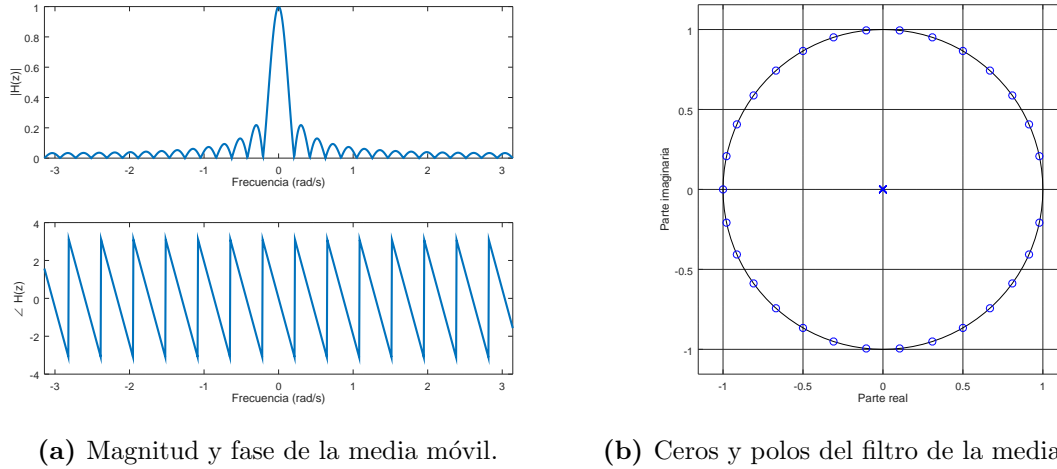 1
0.8
0.6
0.4
0.2
0
|H(z)|
-3 -2 -1 0 1 2 3
Frecuencia (rad/s)
4
2
0
-2
-4
∠ H(z)
-3 -2 -1 0 1 2 3
Frecuencia (rad/s)
(a) Magnitud y fase de la media móvil.
1
0.5
0
-0.5
-1
Parte imaginaria
-1 -0.5 0 0.5 1
Parte real
(b) Ceros y polos del filtro de la media